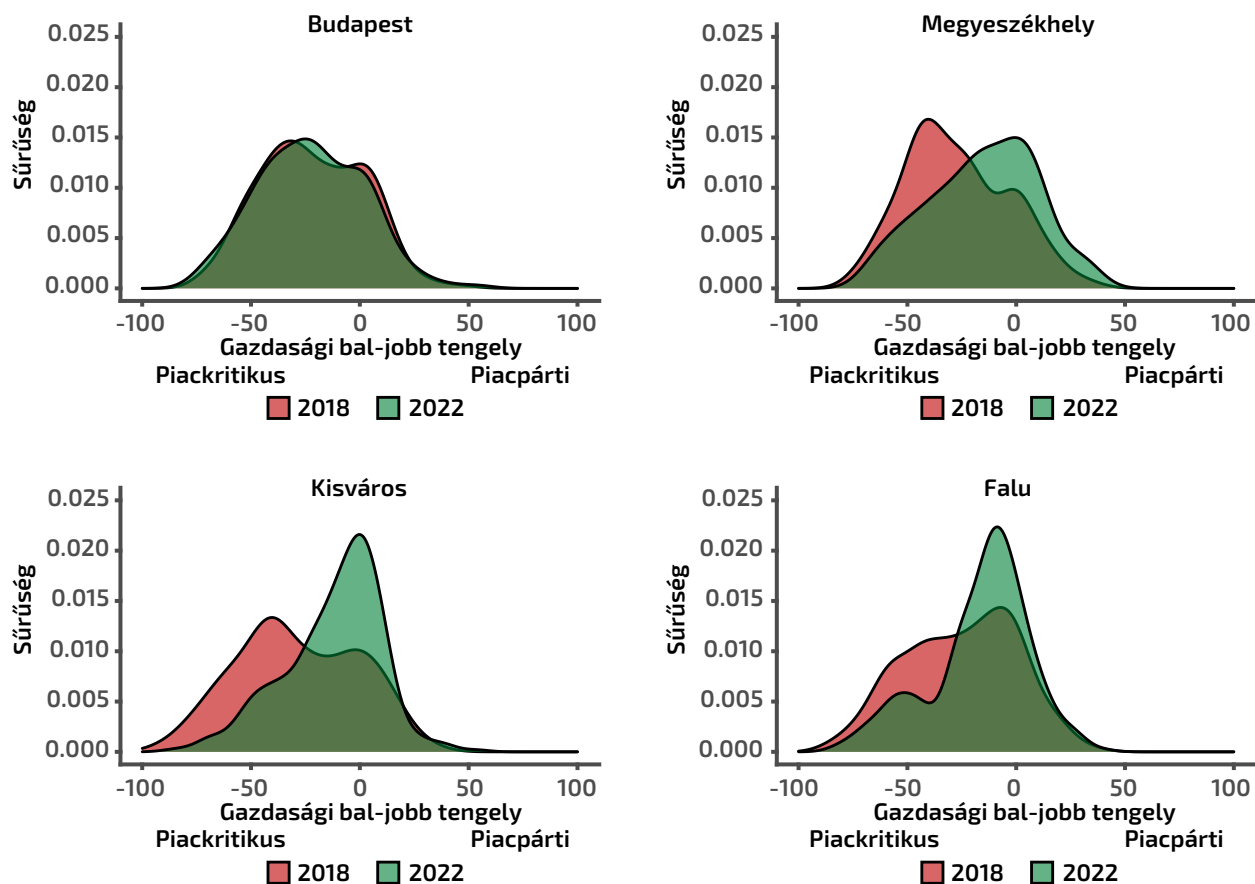 Budapest
0.025
0.020
0.015
0.010
0.005
0.000
Sűrűség
-100 -50 0 50 100
Gazdasági bal-jobb tengely
Piackritikus Piacpárti
2018 2022
Megyeszékhely
0.025
0.020
0.015
0.010
0.005
0.000
Sűrűség
-100 -50 0 50 100
Gazdasági bal-jobb tengely
Piackritikus Piacpárti
2018 2022
Kisváros
0.025
0.020
0.015
0.010
0.005
0.000
Sűrűség
-100 -50 0 50 100
Gazdasági bal-jobb tengely
Piackritikus Piacpárti
2018 2022
Falu
0.025
0.020
0.015
0.010
0.005
0.000
Sűrűség
-100 -50 0 50 100
Gazdasági bal-jobb tengely
Piackritikus Piacpárti
2018 2022